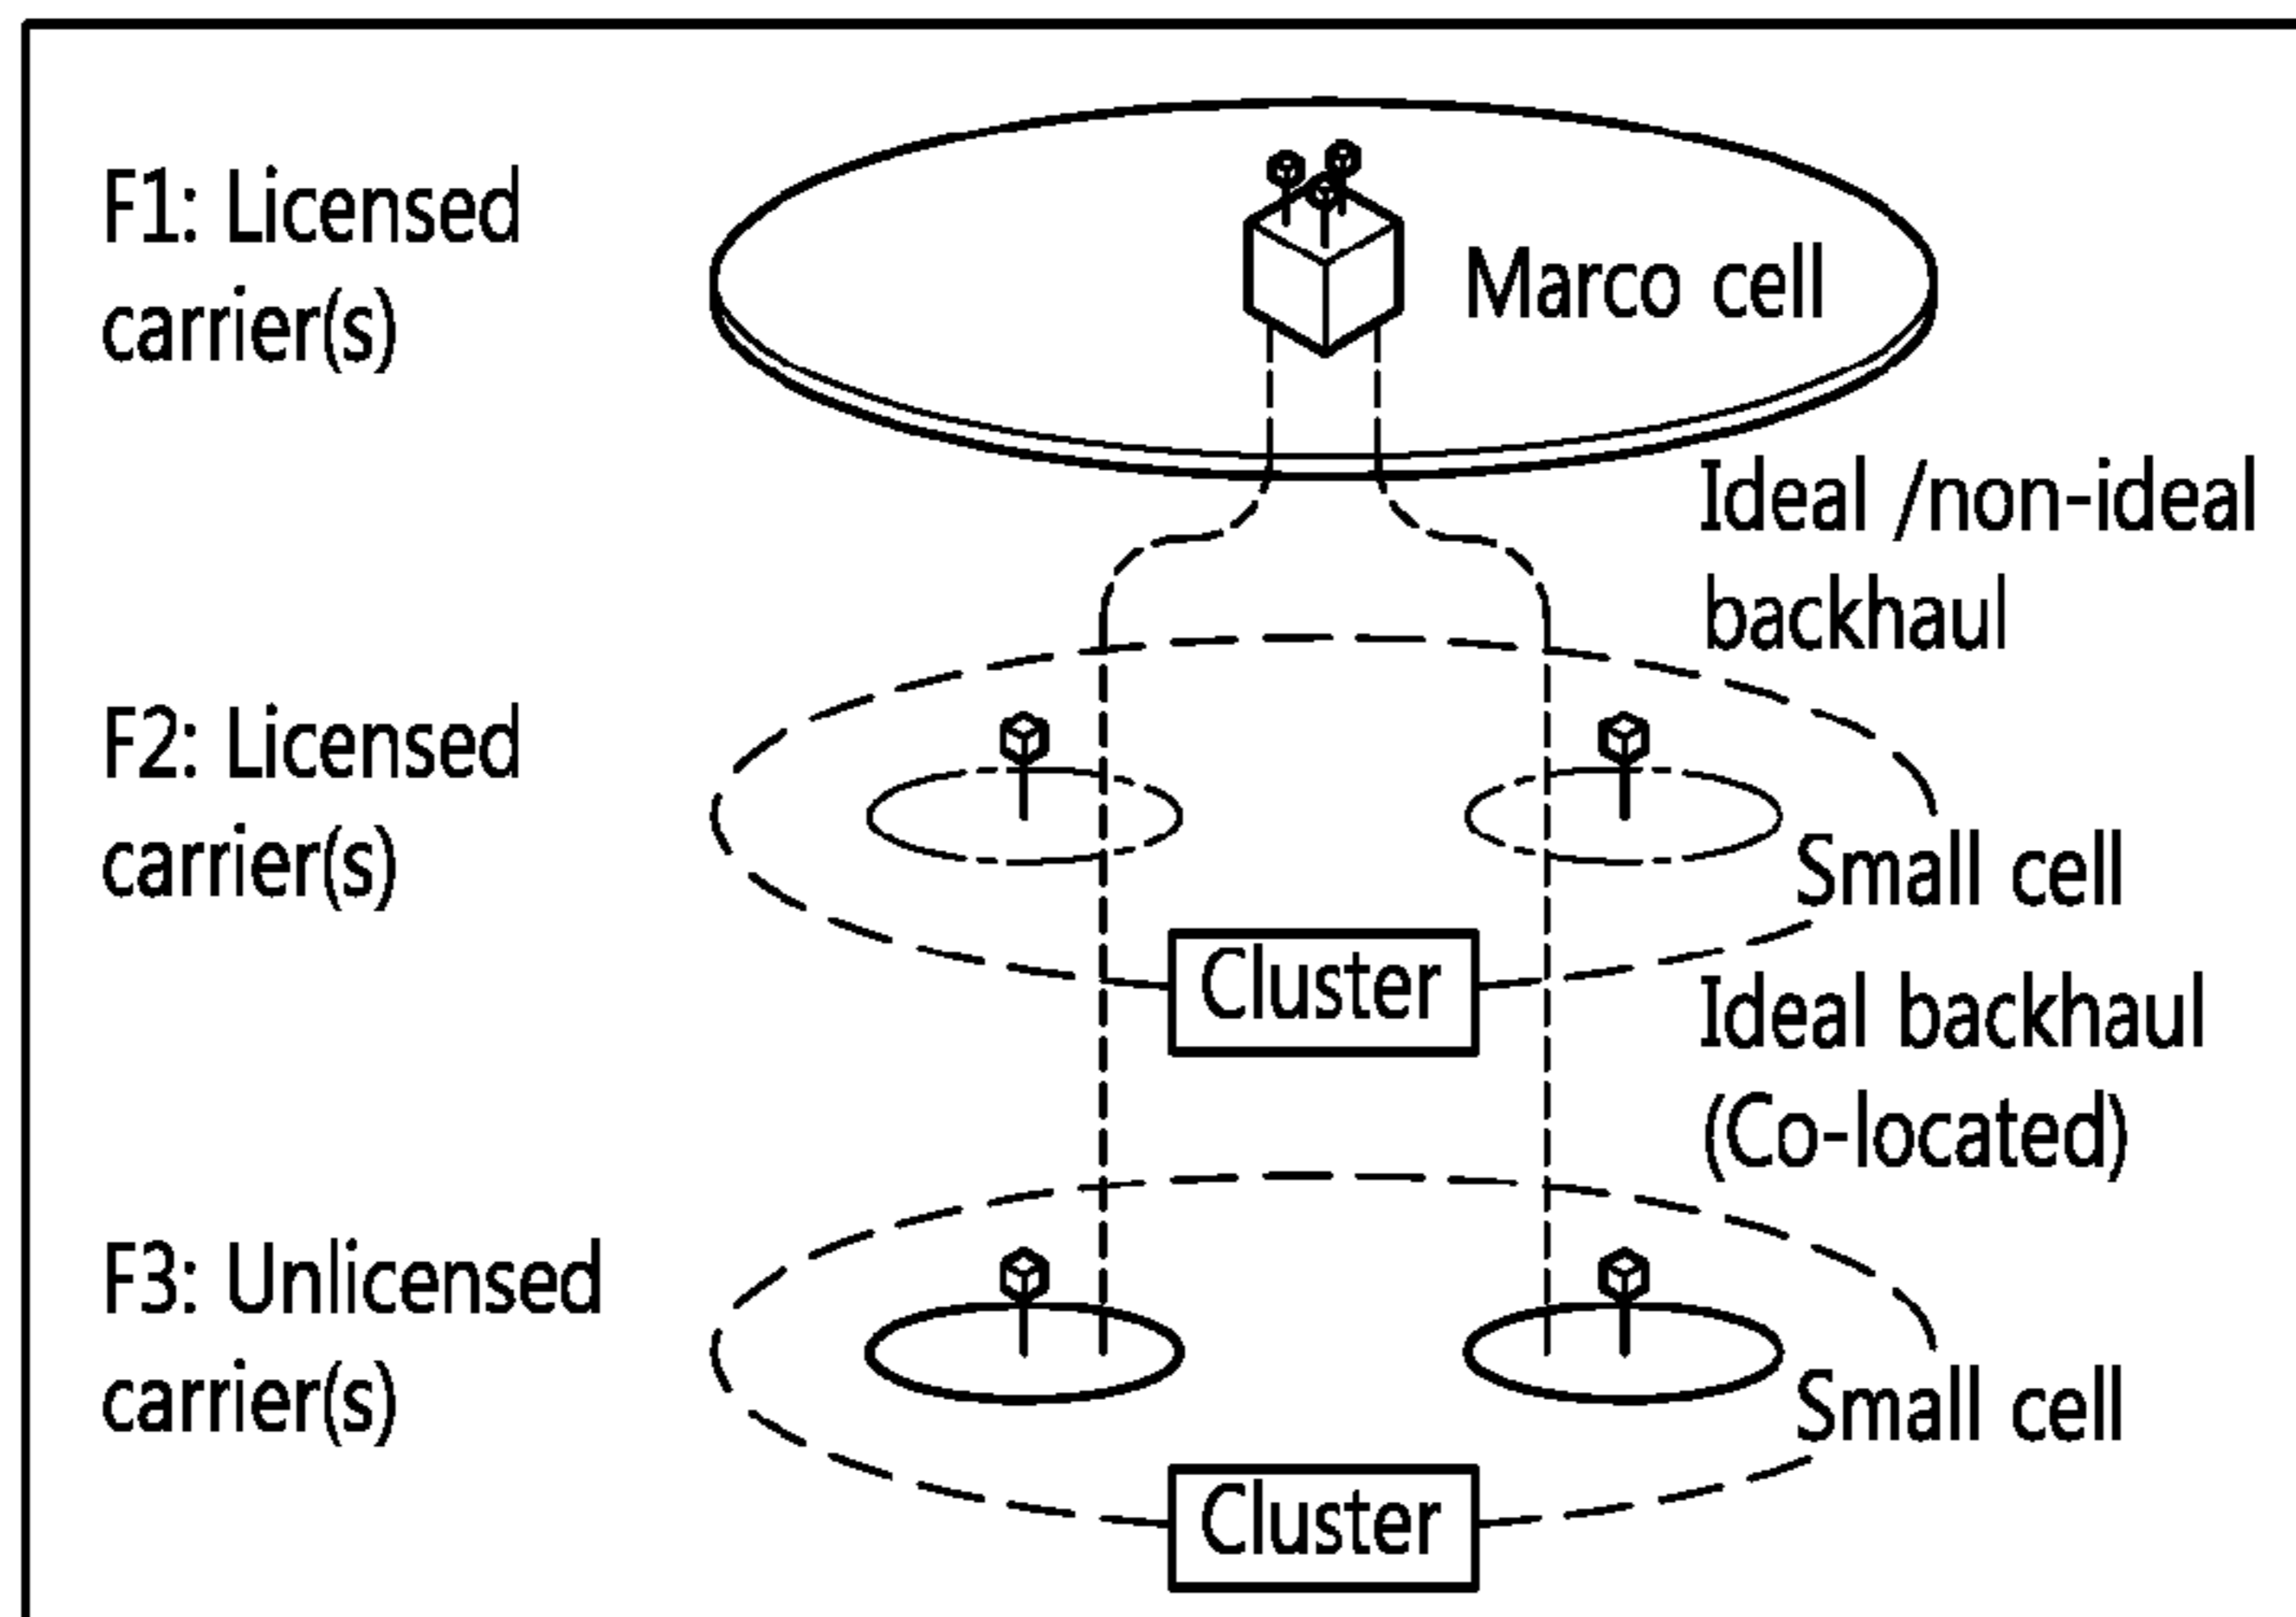 F1: Licensed
carrier(s)
Marco cell
Ideal /non-ideal
backhaul
F2: Licensed
carrier(s)
Small cell
Cluster
Ideal backhaul
(Co-located)
F3: Unlicensed
carrier(s)
Small cell
Cluster